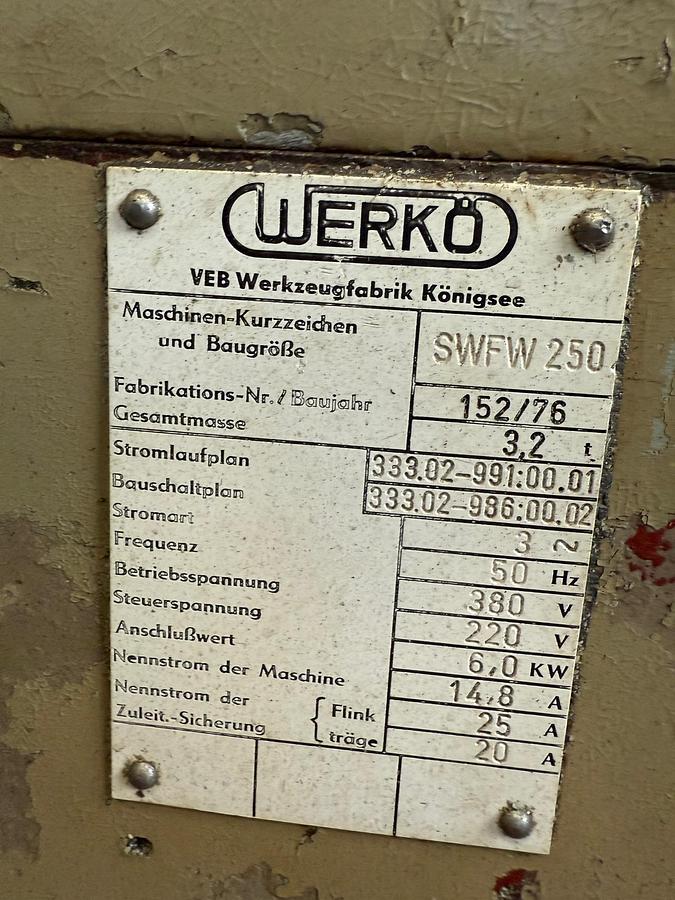 WERKÖ
VEB Werkzeugfabrik Königsee
Maschinen-Kurzzeichen
und Baugröße
SWFW 250
Fabrikations-Nr./Baujahr 152/76
Gesamtmasse 3,2 t
Stromlaufplan 333.02-991:00.01
Bauschaltplan 333.02-986:00.02
Stromart 3 ~
Frequenz 50 Hz
Betriebsspannung 380 V
Steuerspannung 220 V
Anschlußwert 6,0 KW
Nennstrom der Maschine 14,8 A
Nennstrom der
Zuleit.-Sicherung
{ Flink 25 A
träge 20 A